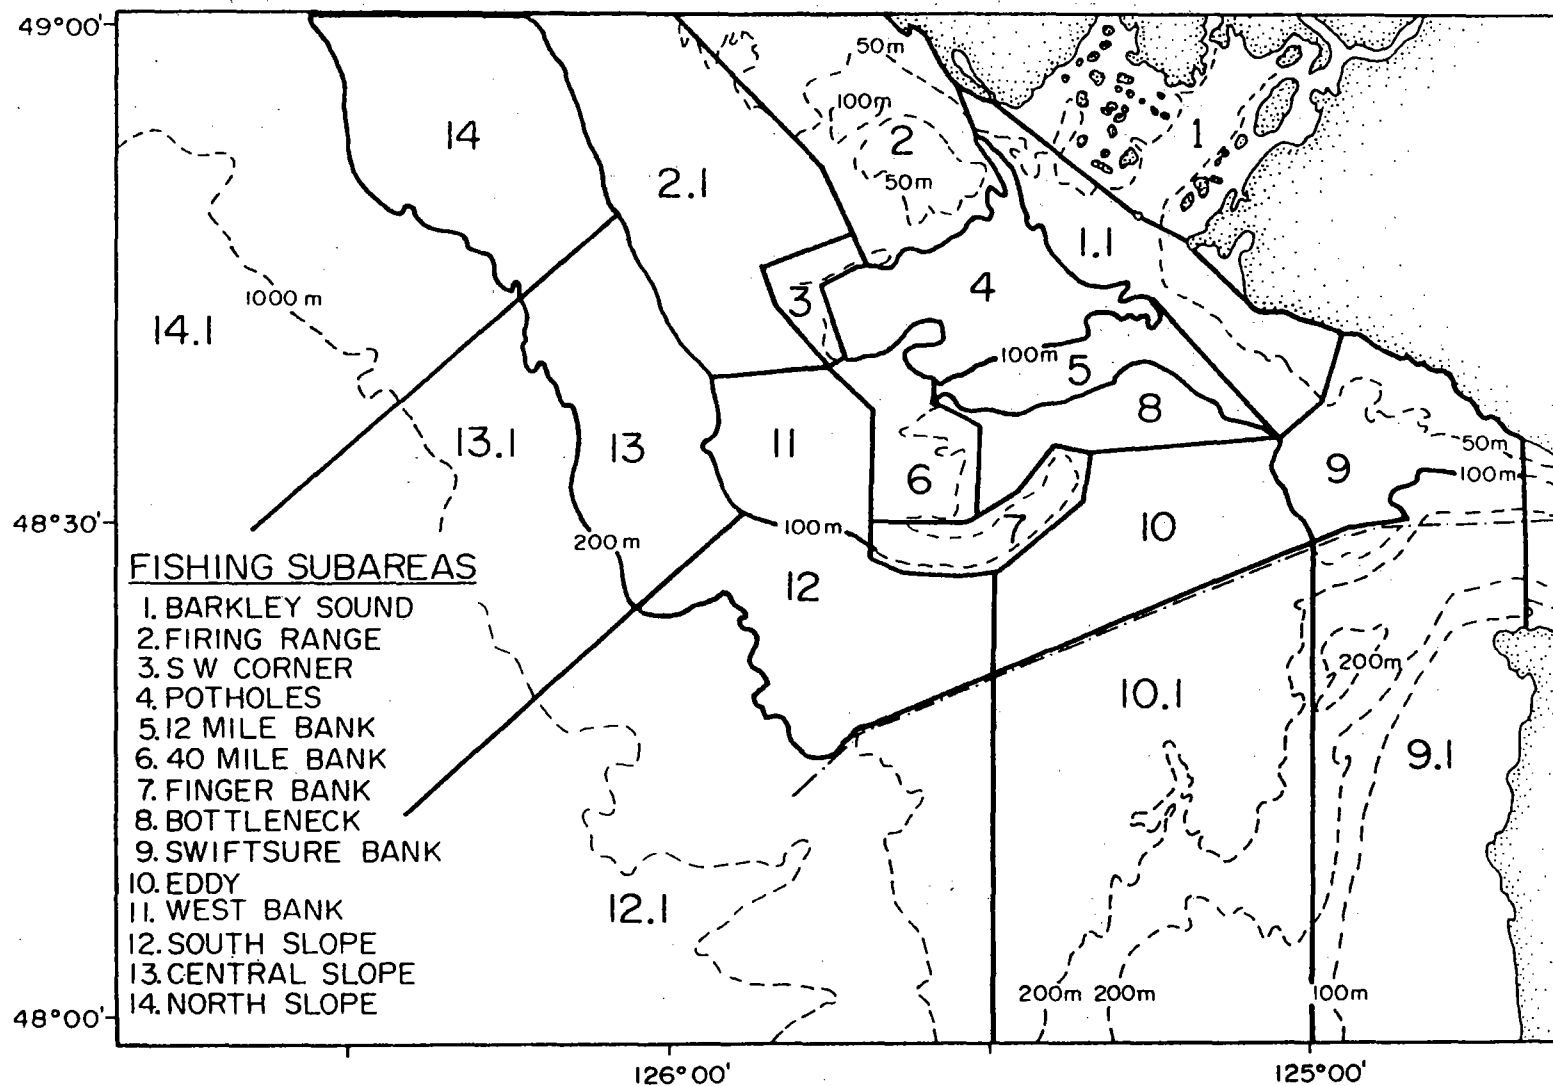 49°00'
50m
100m
2
50m
14
1
2.1
1.1
1000 m
14.1
3
4
100m
5
8
13.1
13
11
6
9
50m
100m
7
10
48°30'
200m
100m
12
FISHING SUBAREAS
1. BARKLEY SOUND
2. FIRING RANGE
3. S W CORNER
4. POTHOLES
5. 12 MILE BANK
6. 40 MILE BANK
7. FINGER BANK
8. BOTTLENECK
9. SWIFTSURE BANK
10. EDDY
11. WEST BANK
12. SOUTH SLOPE
13. CENTRAL SLOPE
14. NORTH SLOPE
200m
10.1
9.1
12.1
200m 200m 100m
48°00'
126°00' 125°00'